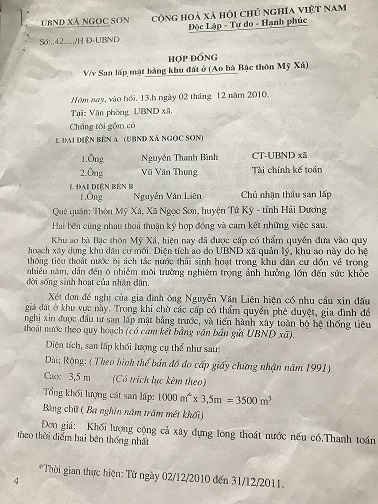 UBND XÃ NGỌC SƠN
CỘNG HOÀ XÃ HỘI CHỦ NGHĨA VIỆT NAM
Độc Lập - Tự do - Hạnh phúc
Số:..42...../H Đ-UBND
HỢP ĐỒNG
V/v San lấp mặt bằng khu đất ở (Ao bà Bậc thôn Mỹ Xá)
Hôm nay, vào hồi. 13.h ngày 02 tháng 12 năm 2010.
Tại: Văn phòng UBND xã.
Chúng tôi gồm có
I. ĐẠI DIỆN BÊN A (UBND XÃ NGỌC SƠN)
1.Ông Nguyễn Thanh Bình CT-UBND xã
2.Ông Vũ Văn Thung Tài chính kế toán
I. ĐẠI DIỆN BÊN B
1.Ông Nguyễn Văn Liên Chủ nhận thầu san lấp
Quê quán: Thôn Mỹ Xá, Xã Ngọc Sơn, huyện Tứ Kỳ - tỉnh Hải Dương
Hai bên cùng nhau thoả thuận ký hợp đồng và cam kết những việc sau.
Khu ao bà Bậc thôn Mỹ Xá, hiện nay đã được cấp có thẩm quyền đưa vào quy
hoạch xây dựng khu dân cư mới. Diện tích ao do UBND xã quản lý, khu ao này do hệ
thống tiêu thoát nước bị ách tắc nước thải sinh hoạt trong khu dân cư dồn về trong
nhiều năm, dẫn đến ô nhiễm môi trường nghiêm trọng ảnh hưởng lớn đến sức khỏe
đời sống sinh hoạt của nhân dân.
Xét đơn đề nghị của gia đình ông Nguyễn Văn Liên hiện có nhu cầu xin đấu
giá đất ở khu vực này. Trong khi chờ các cấp có thẩm quyền phê duyệt, gia đình đề
nghị xin được đầu tư san lấp mặt bằng trước, và tiến hành xây toàn bộ hệ thống tiêu
thoát nước theo quy hoạch (có cam kết bằng văn bản gửi UBND xã).
Diện tích, san lấp khối lượng cụ thể như sau:
Dài; Rộng: ( Theo hình thể bản đồ do cấp giấy chứng nhận năm 1991)
Cao: 3,5 m (Có trích lục kèm theo)
Tổng khối lượng cát san lấp: 1000 m² x 3,5m = 3500 m³
Bằng chữ ( Ba nghìn năm trăm mét khối)
Đơn giá: Khối lượng cộng cả xây dựng lòng thoát nước nếu có.Thanh toán
theo thời điểm hai bên thống nhất
*Thời gian thực hiện: Từ ngày 02/12/2010 đến 31/12/2011.
4